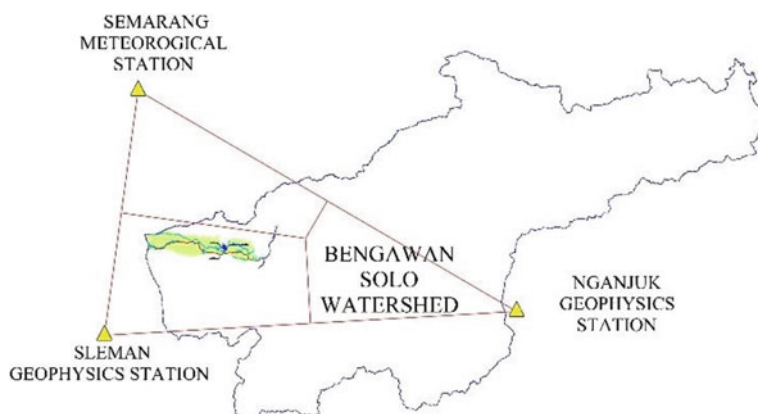 SEMARANG
METEOROGICAL
STATION
BENGAWAN
SOLO
WATERSHED
NGANJUK
GEOPHYSICS
STATION
SLEMAN
GEOPHYSICS STATION